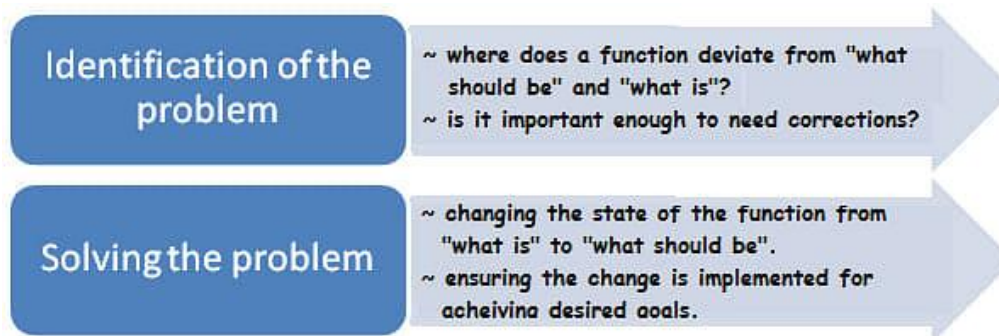 Identification of the
problem
~ where does a function deviate from "what
should be" and "what is"?
~ is it important enough to need corrections?
Solving the problem
~ changing the state of the function from
"what is" to "what should be".
~ ensuring the change is implemented for
acheiving desired goals.